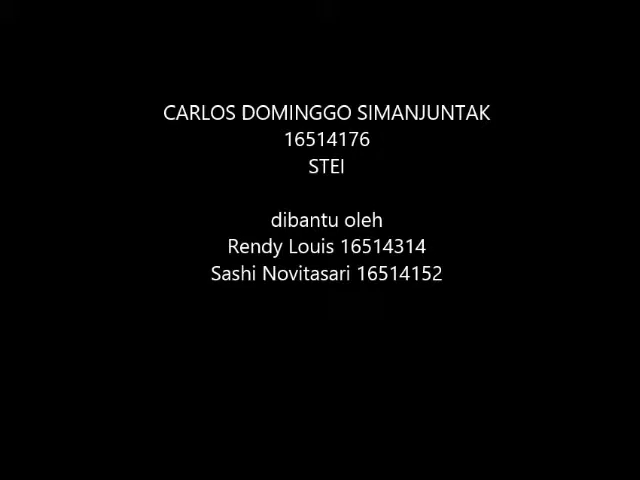 CARLOS DOMINGGO SIMANJUNTAK
16514176
STEI
dibantu oleh
Rendy Louis 16514314
Sashi Novitasari 16514152